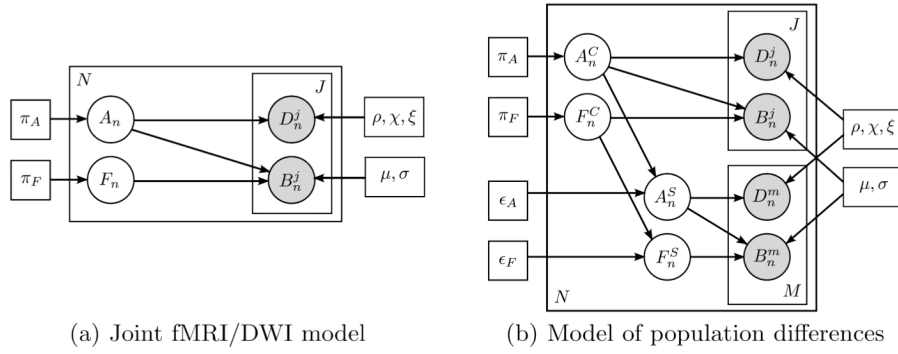 N
J
π_A
A_n
D_n^j
ρ, χ, ξ
π_F
F_n
B_n^j
μ, σ
(a) Joint fMRI/DWI model
J
π_A
A_n^C
D_n^j
π_F
F_n^C
B_n^j
ρ, χ, ξ
ϵ_A
A_n^S
D_n^m
μ, σ
ϵ_F
F_n^S
B_n^m
N
M
(b) Model of population differences